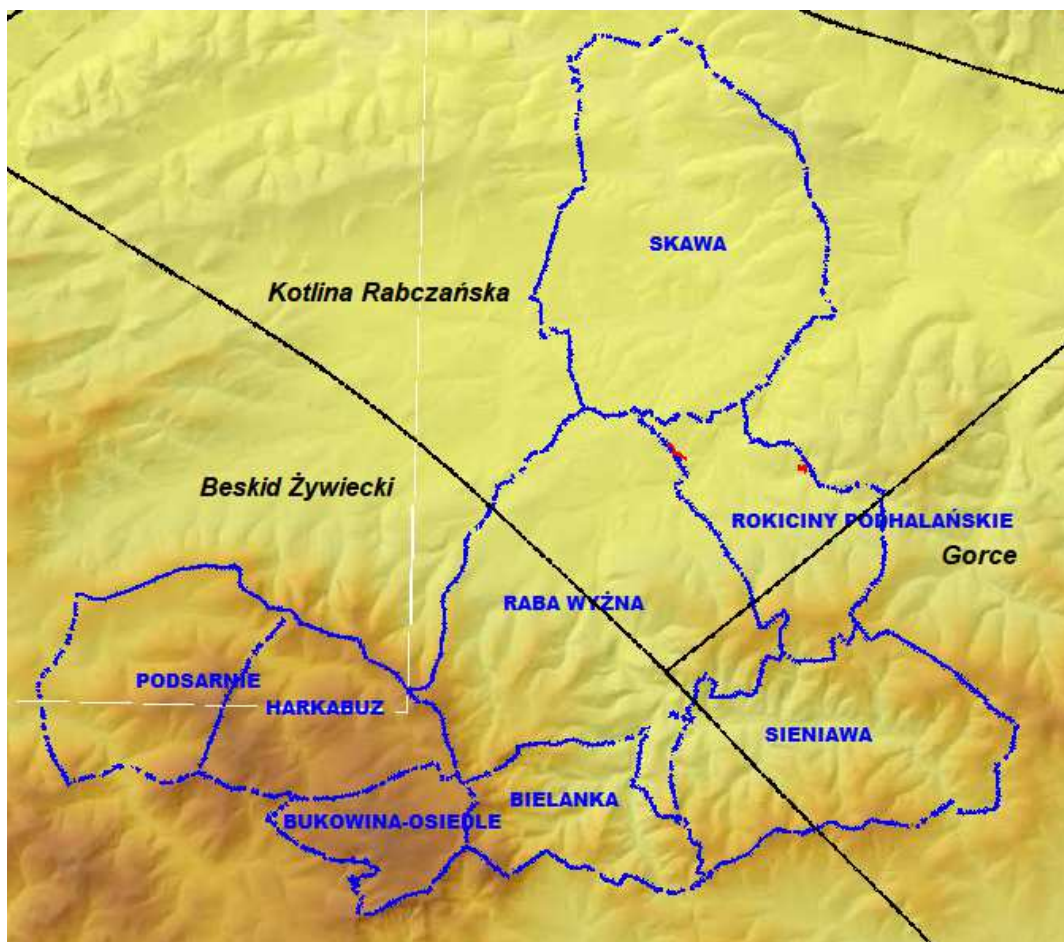 SKAWA
Kotlina Rabczańska
Beskid Żywiecki
ROKICINY PODHALAŃSKIE
Gorce
RABA WYŻNA
PODSARNIE
HARKABUZ
SIENIAWA
BIELANKA
BUKOWINA-OSIEDLE